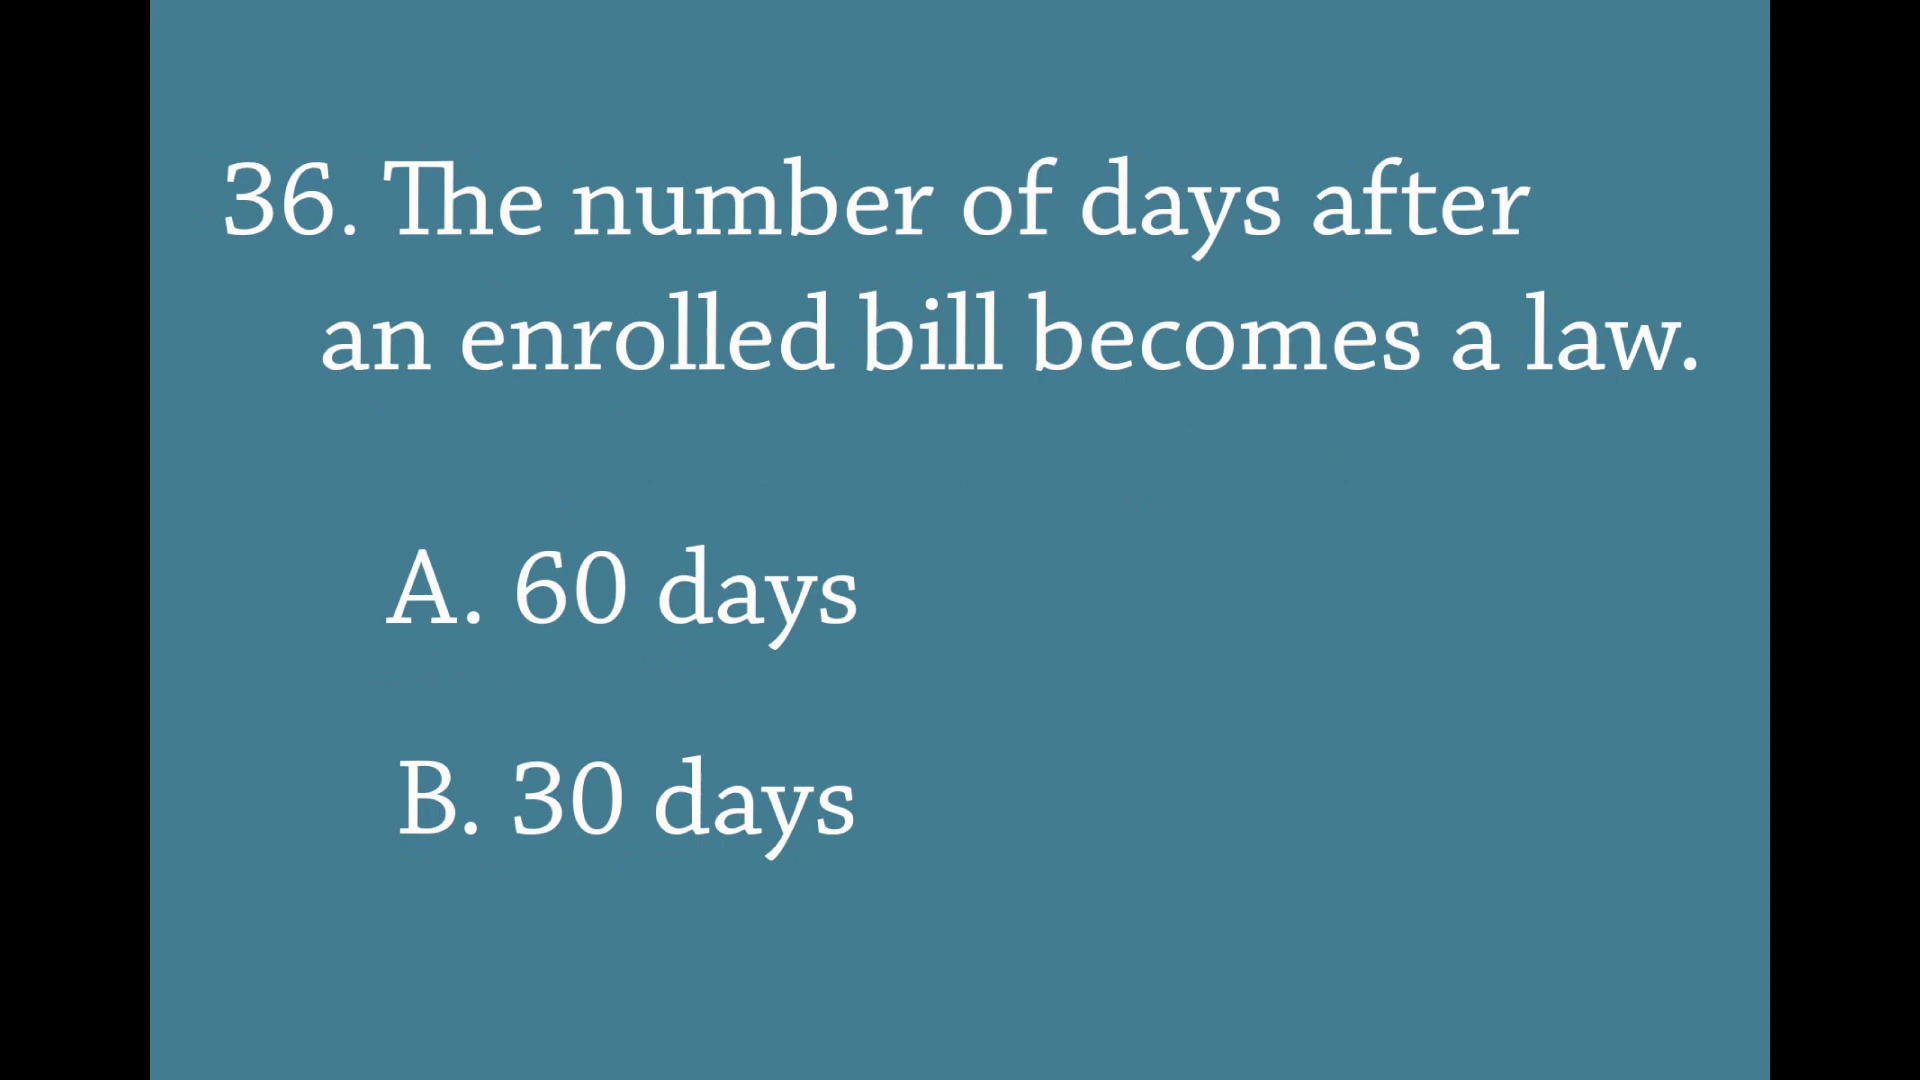 36. The number of days after
an enrolled bill becomes a law.
A. 60 days
B. 30 days